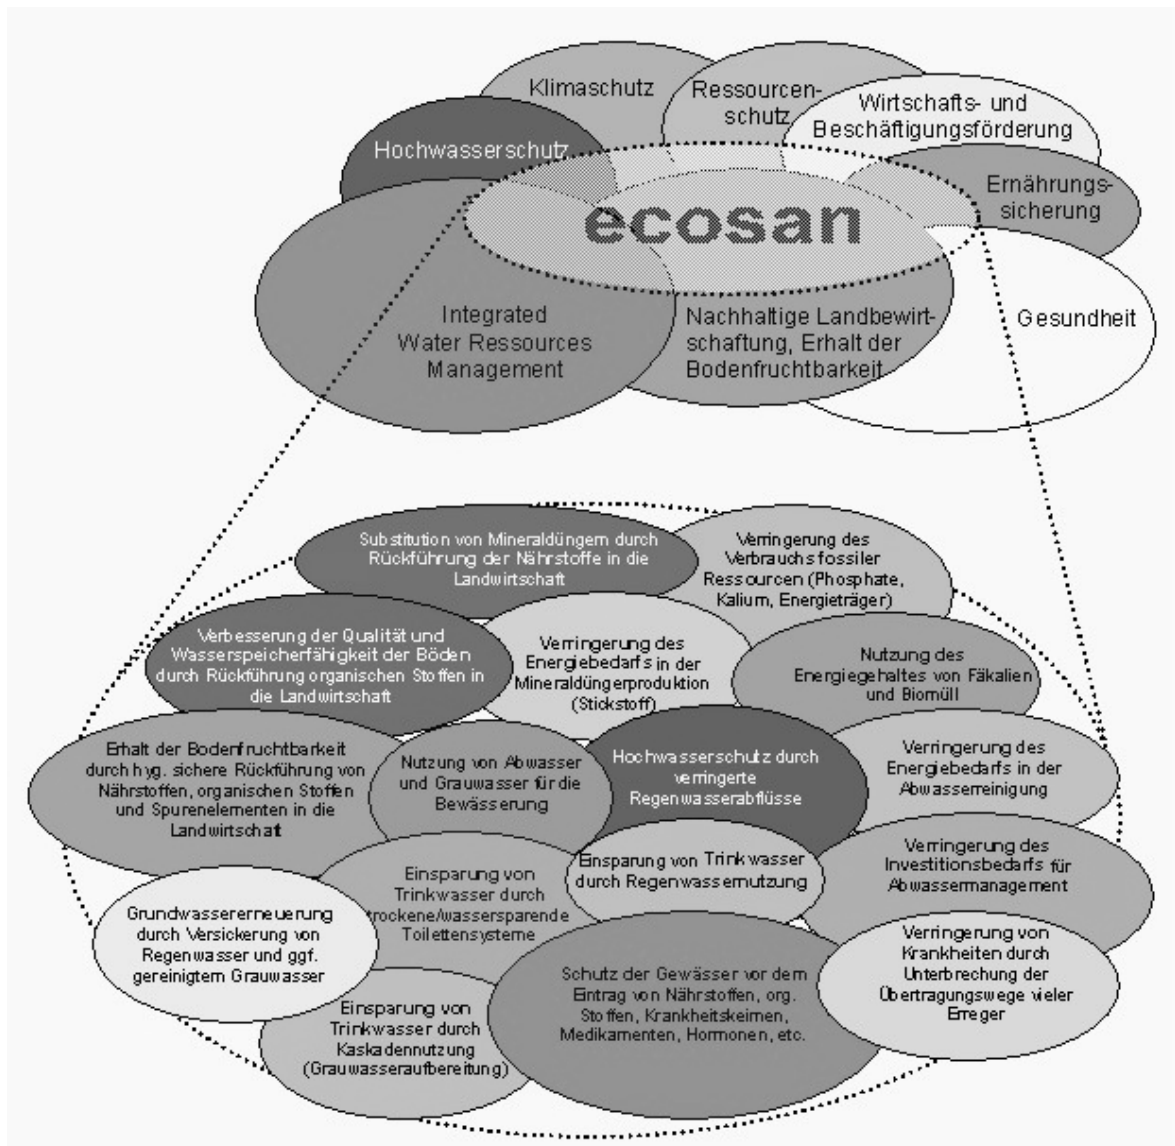 Klimaschutz
Ressourcen-
schutz
Wirtschafts- und
Beschäftigungsförderung
Hochwasserschutz
Ernährungs-
sicherung
ecosan
Integrated
Water Ressources
Management
Nachhaltige Landbewirt-
schaftung, Erhalt der
Bodenfruchtbarkeit
Gesundheit
Substitution von Mineraldüngern durch
Rückführung der Nährstoffe in die
Landwirtschaft
Verringerung des
Verbrauchs fossiler
Ressourcen (Phosphate,
Kalium, Energieträger)
Verbesserung der Qualität und
Wasserspeicherfähigkeit der Böden
durch Rückführung organischen Stoffen in
die Landwirtschaft
Verringerung des
Energiebedarfs in der
Mineraldüngerproduktion
(Stickstoff)
Nutzung des
Energiegehaltes von Fäkalien
und Biomüll
Erhalt der Bodenfruchtbarkeit
durch hyg. sichere Rückführung von
Nährstoffen, organischen Stoffen
und Spurenelementen in die
Landwirtschaft
Nutzung von Abwasser
und Grauwasser für die
Bewässerung
Hochwasserschutz durch
verringerte
Regenwasserabflüsse
Verringerung des
Energiebedarfs in der
Abwasserreinigung
Einsparung von
Trinkwasser durch
trockene/wassersparende
Toilettensysteme
Einsparung von Trinkwasser
durch Regenwassernutzung
Verringerung des
Investitionsbedarfs für
Abwassermanagement
Grundwassererneuerung
durch Versickerung von
Regenwasser und ggf.
gereinigtem Grauwasser
Schutz der Gewässer vor dem
Eintrag von Nährstoffen, org.
Stoffen, Krankheitskeimen,
Medikamenten, Hormonen, etc.
Verringerung von
Krankheiten durch
Unterbrechung der
Übertragungswege vieler
Erreger
Einsparung von
Trinkwasser durch
Kaskadennutzung
(Grauwasseraufbereitung)